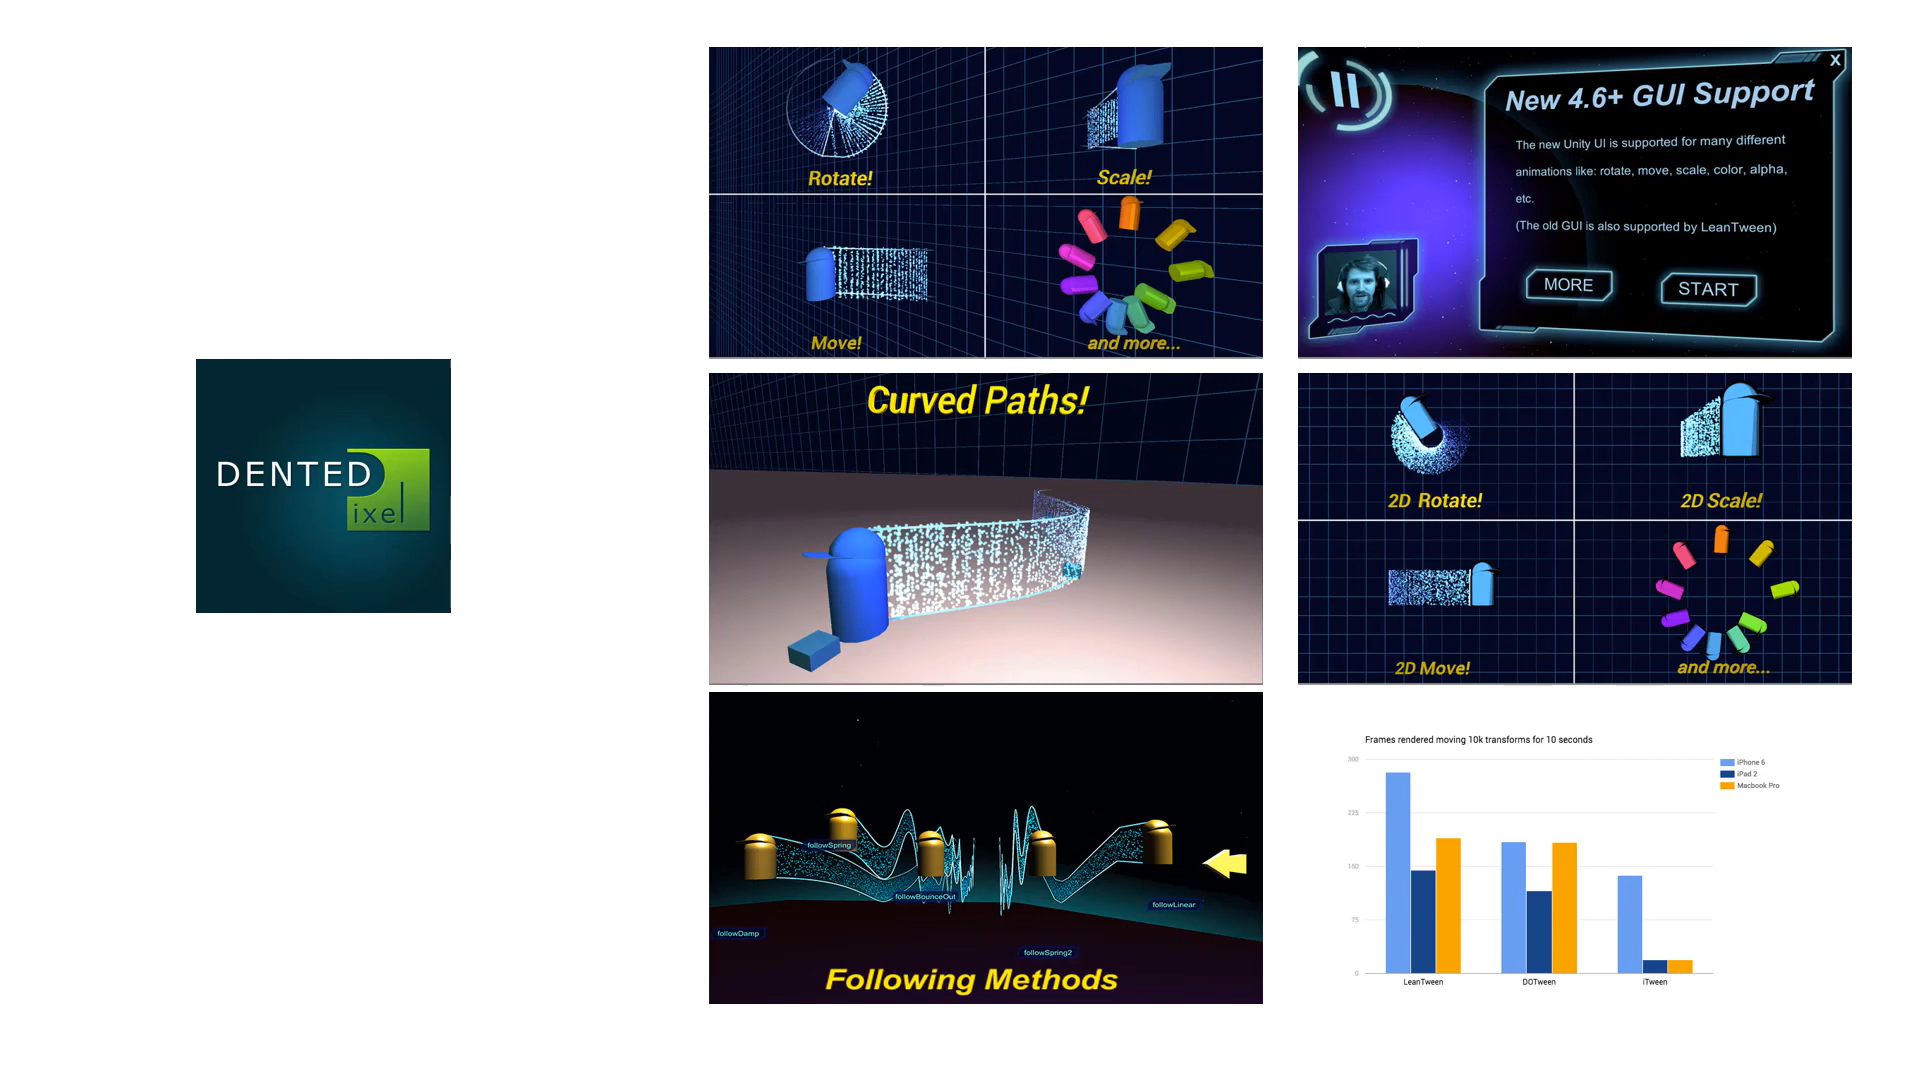 DENTED
ixel
Rotate!
Scale!
Move!
and more...
X
New 4.6+ GUI Support
The new Unity UI is supported for many different
animations like: rotate, move, scale, color, alpha,
etc.
(The old GUI is also supported by LeanTween)
MORE
START
Curved Paths!
2D Rotate!
2D Scale!
2D Move!
and more...
followSpring
followBounceOut
followLinear
followDamp
followSpring2
Following Methods
Frames rendered moving 10k transforms for 10 seconds
300
225
150
75
0
iPhone 6
iPad 2
Macbook Pro
LeanTween
DOTween
iTween